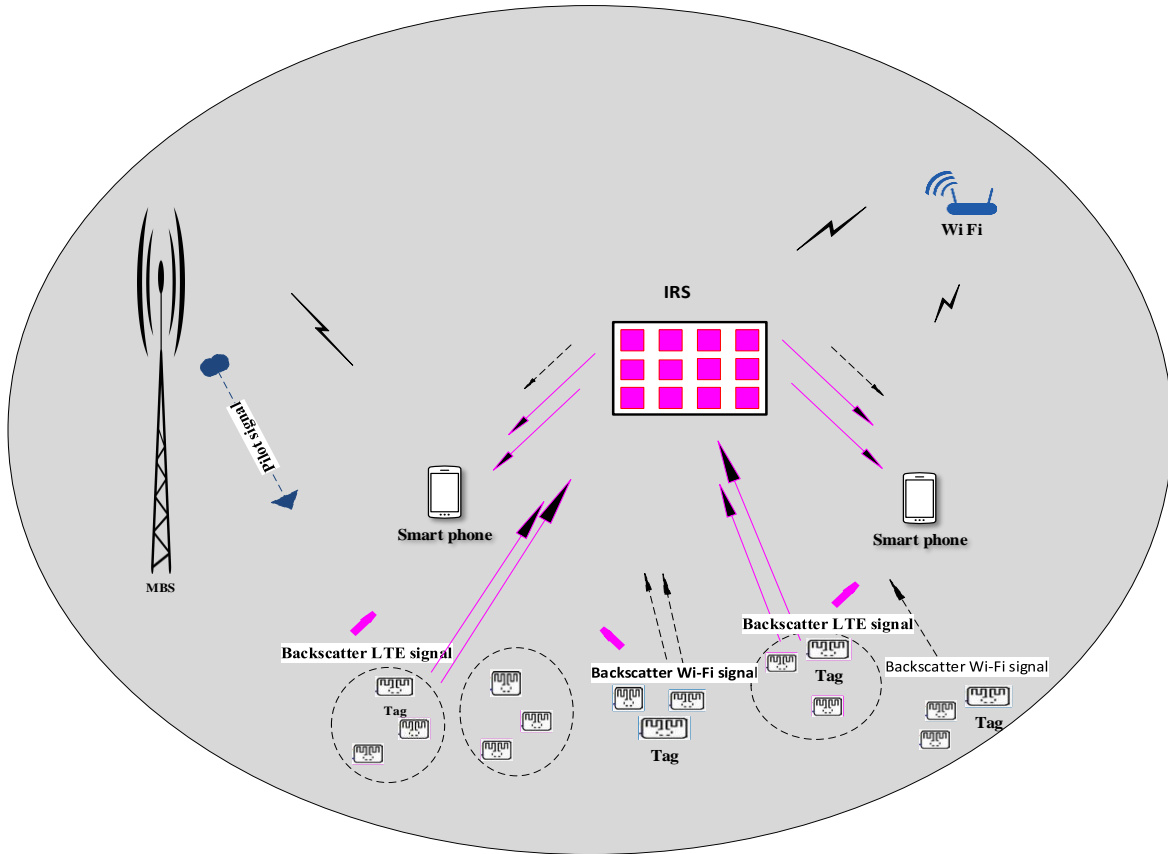 Wi Fi
IRS
Pilot signal
Smart phone
Smart phone
MBS
Backscatter LTE signal
Backscatter LTE signal
Backscatter Wi-Fi signal
Backscatter Wi-Fi signal
Tag
Tag
Tag
Tag